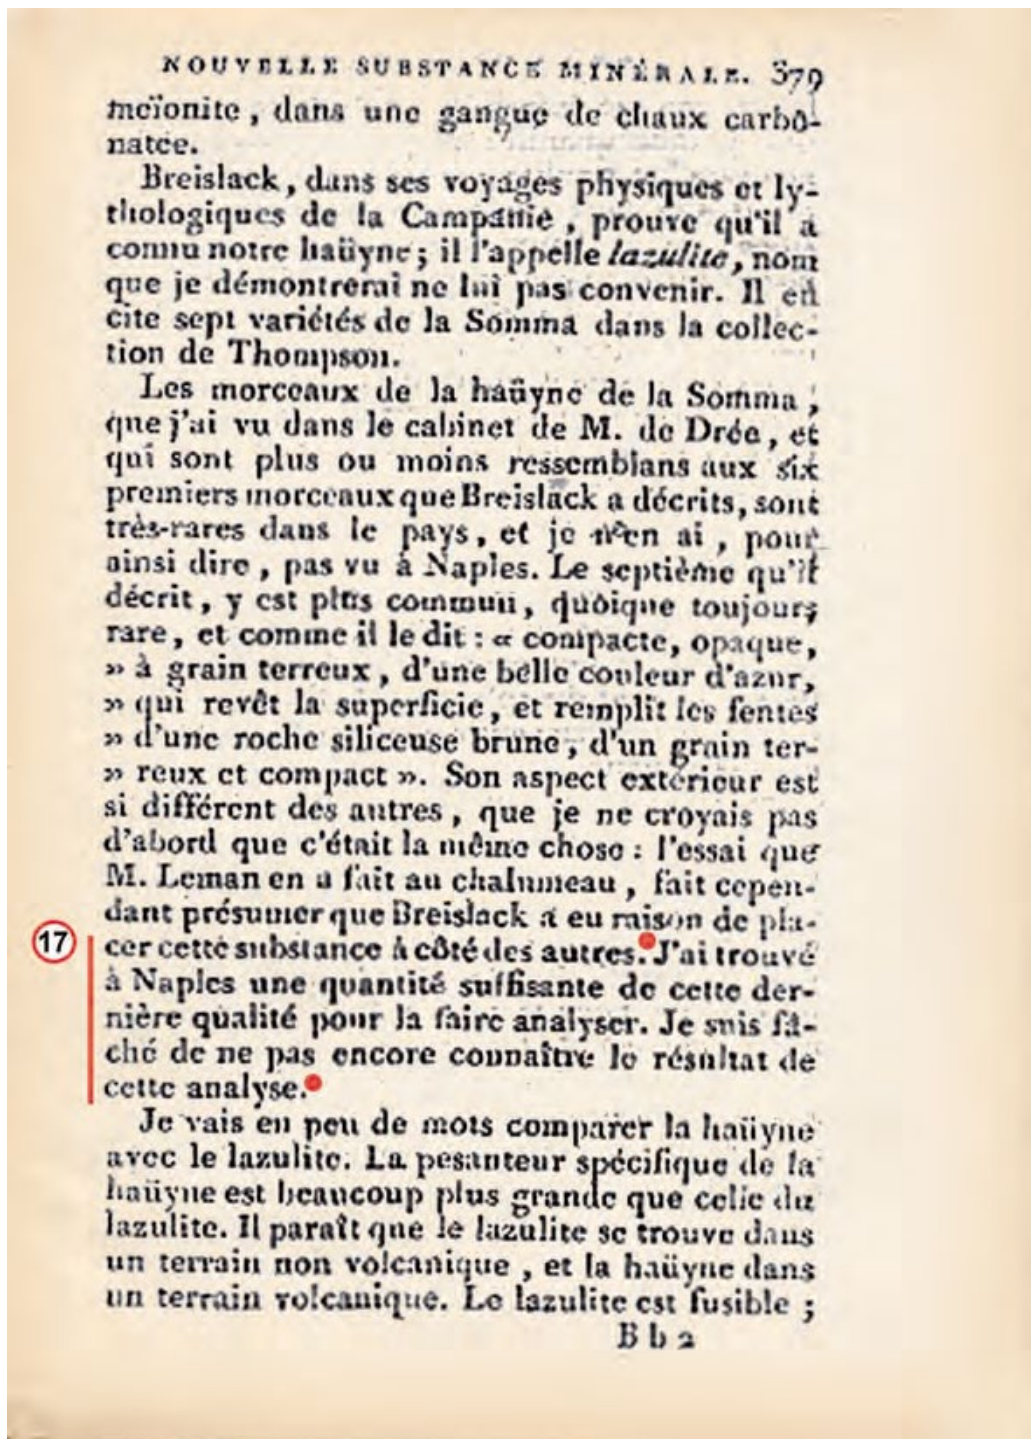 NOUVELLE SUBSTANCE MINÉRALE. 379
meïonite, dans une gangue de chaux carbo-
natée.
Breislack, dans ses voyages physiques et ly-
thologiques de la Campanie, prouve qu'il a
connu notre haüyne; il l'appelle lazulite, nom
que je démontrerai ne lui pas convenir. Il en
cite sept variétés de la Somma dans la collec-
tion de Thompson.
Les morceaux de la haüyne de la Somma,
que j'ai vu dans le cabinet de M. de Drée, et
qui sont plus ou moins ressemblans aux six
premiers morceaux que Breislack a décrits, sont
très-rares dans le pays, et je n'en ai, pour
ainsi dire, pas vu à Naples. Le septième qu'il
décrit, y est plus commun, quoique toujours
rare, et comme il le dit : « compacte, opaque,
» à grain terreux, d'une belle couleur d'azur,
» qui revêt la superficie, et remplit les fentes
» d'une roche siliceuse brune, d'un grain ter-
» reux et compact ». Son aspect extérieur est
si différent des autres, que je ne croyais pas
d'abord que c'était la même chose : l'essai que
M. Leman en a fait au chalumeau, fait cepen-
dant présumer que Breislack a eu raison de pla-
17 cer cette substance à côté des autres. J'ai trouvé
à Naples une quantité suffisante de cette der-
nière qualité pour la faire analyser. Je suis fâ-
ché de ne pas encore connaître le résultat de
cette analyse.
Je vais en peu de mots comparer la haüyne
avec le lazulite. La pesanteur spécifique de la
haüyne est beaucoup plus grande que celle du
lazulite. Il paraît que le lazulite se trouve dans
un terrain non volcanique, et la haüyne dans
un terrain volcanique. Le lazulite est fusible ;
B b 2